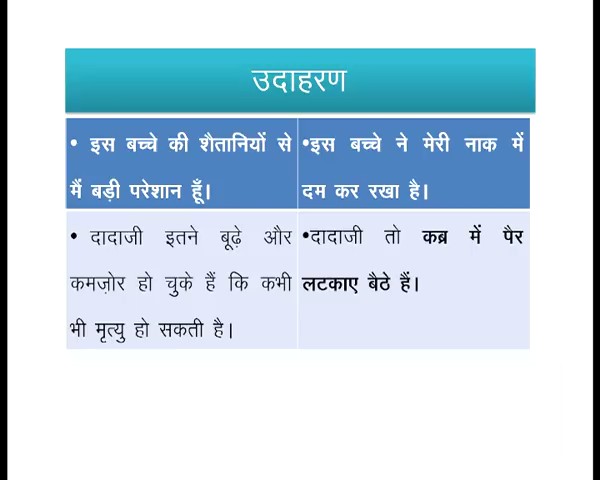 उदाहरण
• इस बच्चे की शैतानियों से
मैं बड़ी परेशान हूँ।
•इस बच्चे ने मेरी नाक में
दम कर रखा है।
• दादाजी इतने बूढ़े और
कमज़ोर हो चुके हैं कि कभी
भी मृत्यु हो सकती है।
•दादाजी तो कब्र में पैर
लटकाए बैठे हैं।